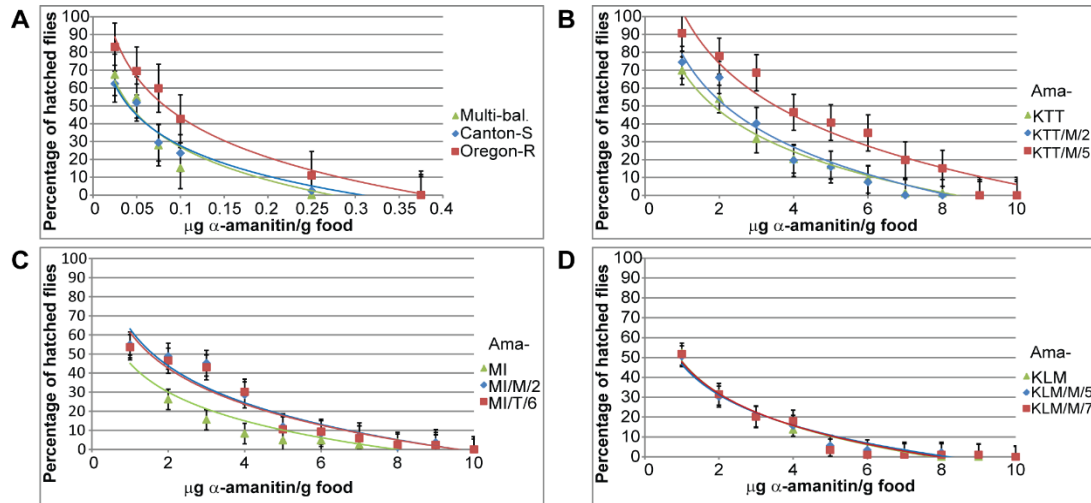 A
Percentage of hatched flies
100
90
80
70
60
50
40
30
20
10
0
0 0.05 0.1 0.15 0.2 0.25 0.3 0.35 0.4
µg α-amanitin/g food
Multi-bal.
Canton-S
Oregon-R
B
Percentage of hatched flies
100
90
80
70
60
50
40
30
20
10
0
0 2 4 6 8 10
µg α-amanitin/g food
Ama-
KTT
KTT/M/2
KTT/M/5
C
Percentage of hatched flies
100
90
80
70
60
50
40
30
20
10
0
0 2 4 6 8 10
µg α-amanitin/g food
Ama-
MI
MI/M/2
MI/T/6
D
Percentage of hatched flies
100
90
80
70
60
50
40
30
20
10
0
0 2 4 6 8 10
µg α-amanitin/g food
Ama-
KLM
KLM/M/5
KLM/M/7